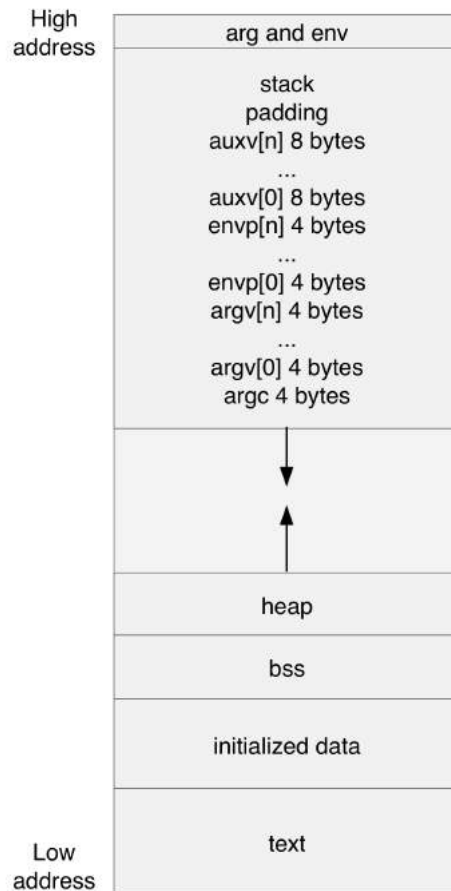 High
address
arg and env
stack
padding
auxv[n] 8 bytes
...
auxv[0] 8 bytes
envp[n] 4 bytes
...
envp[0] 4 bytes
argv[n] 4 bytes
...
argv[0] 4 bytes
argc 4 bytes
heap
bss
initialized data
text
Low
address